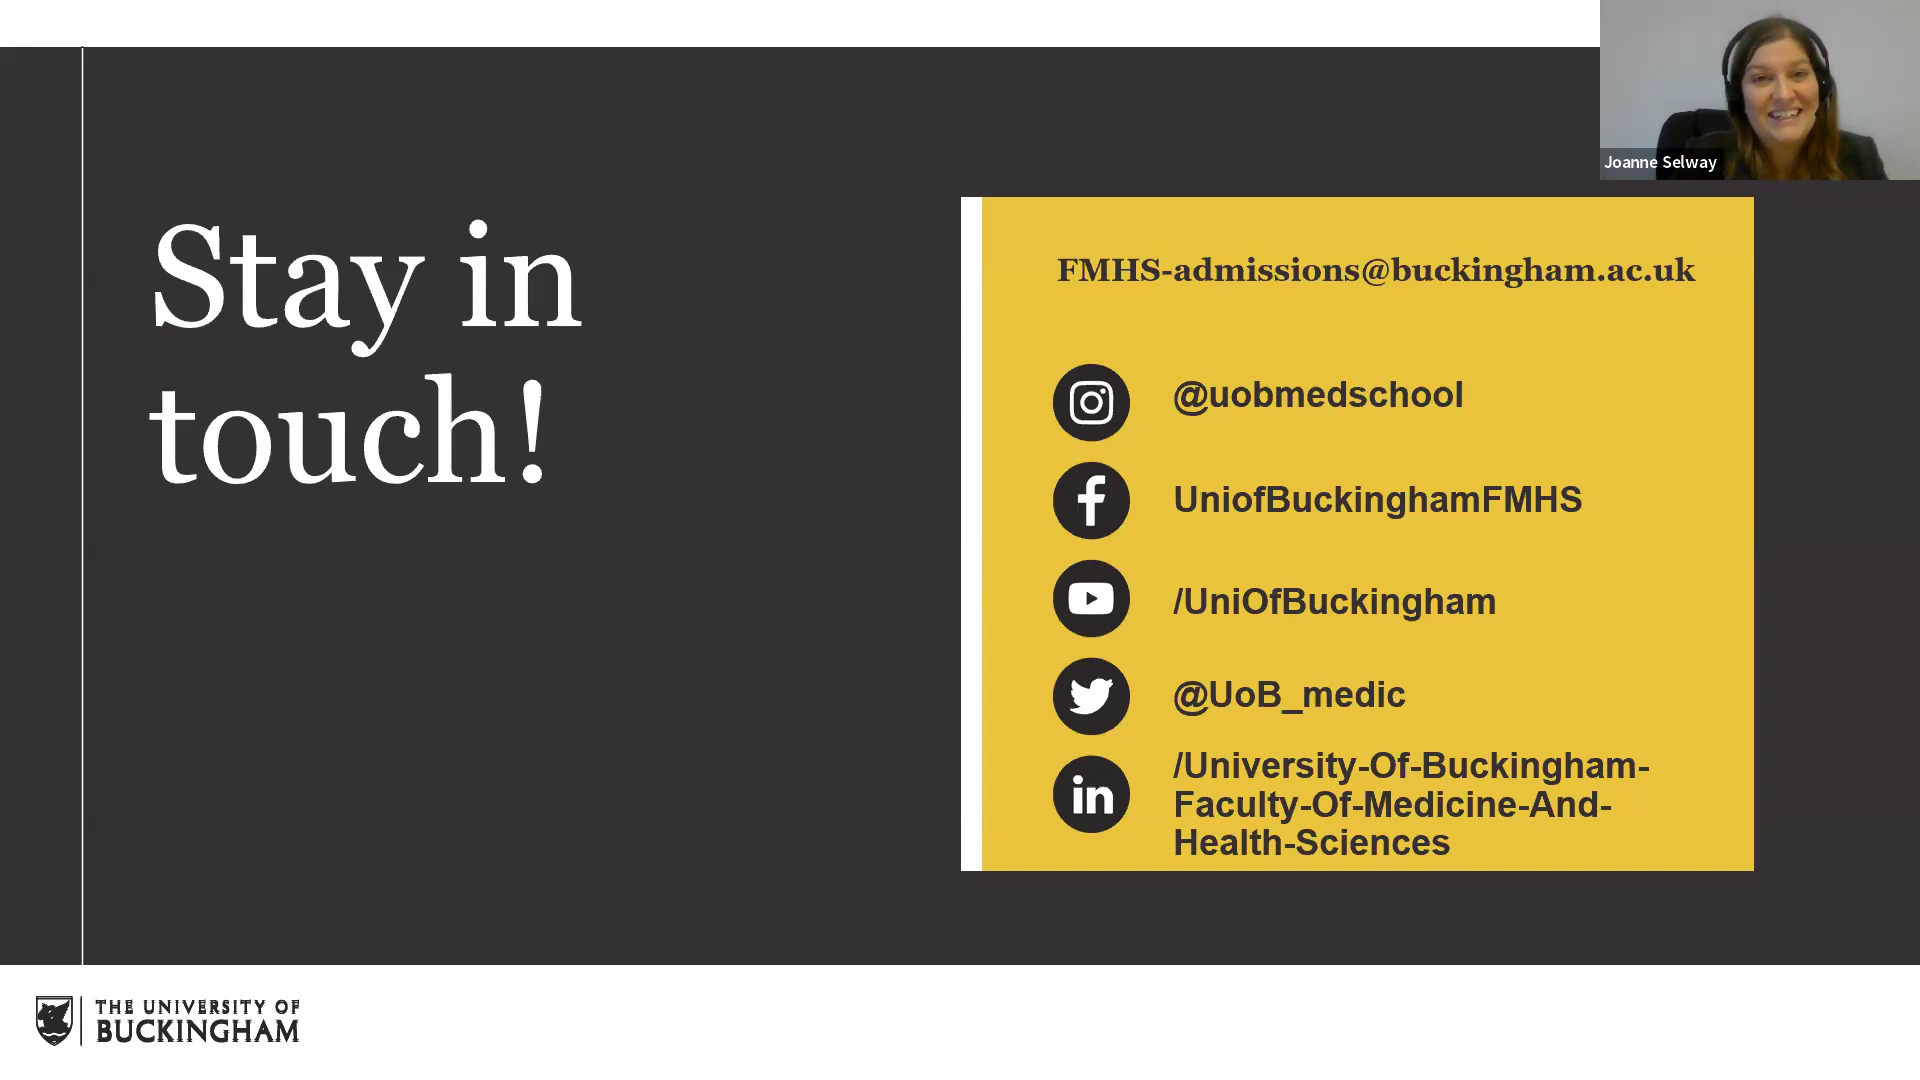 Joanne Selway
Stay in
touch!
FMHS-admissions@buckingham.ac.uk
@uobmedschool
UniofBuckinghamFMHS
/UniOfBuckingham
@UoB_medic
in
/University-Of-Buckingham-
Faculty-Of-Medicine-And-
Health-Sciences
THE UNIVERSITY OF
BUCKINGHAM